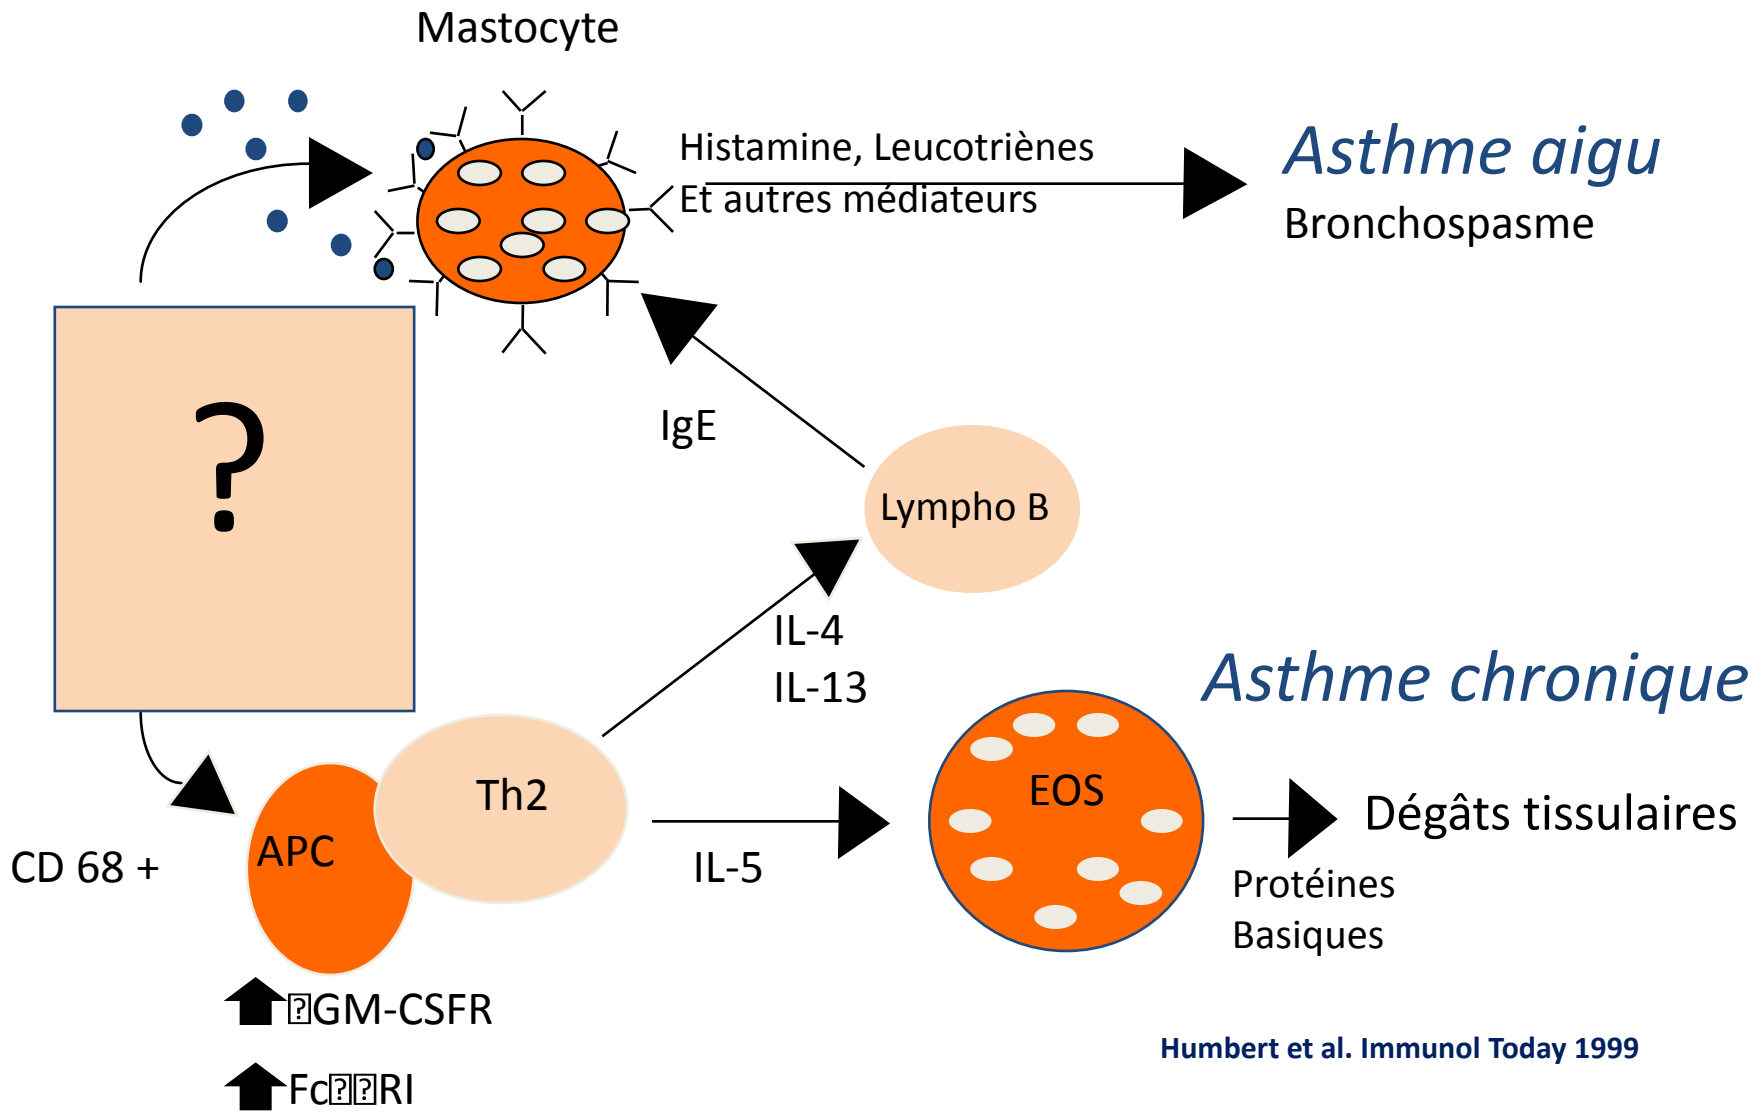 Mastocyte
Histamine, Leucotriènes
Et autres médiateurs
Asthme aigu
Bronchospasme
?
IgE
Lympho B
IL-4
IL-13
Asthme chronique
Th2
EOS
APC
CD 68 +
IL-5
Dégâts tissulaires
Protéines
Basiques
⍰GM-CSFR
Fc⍰⍰RI
Humbert et al. Immunol Today 1999